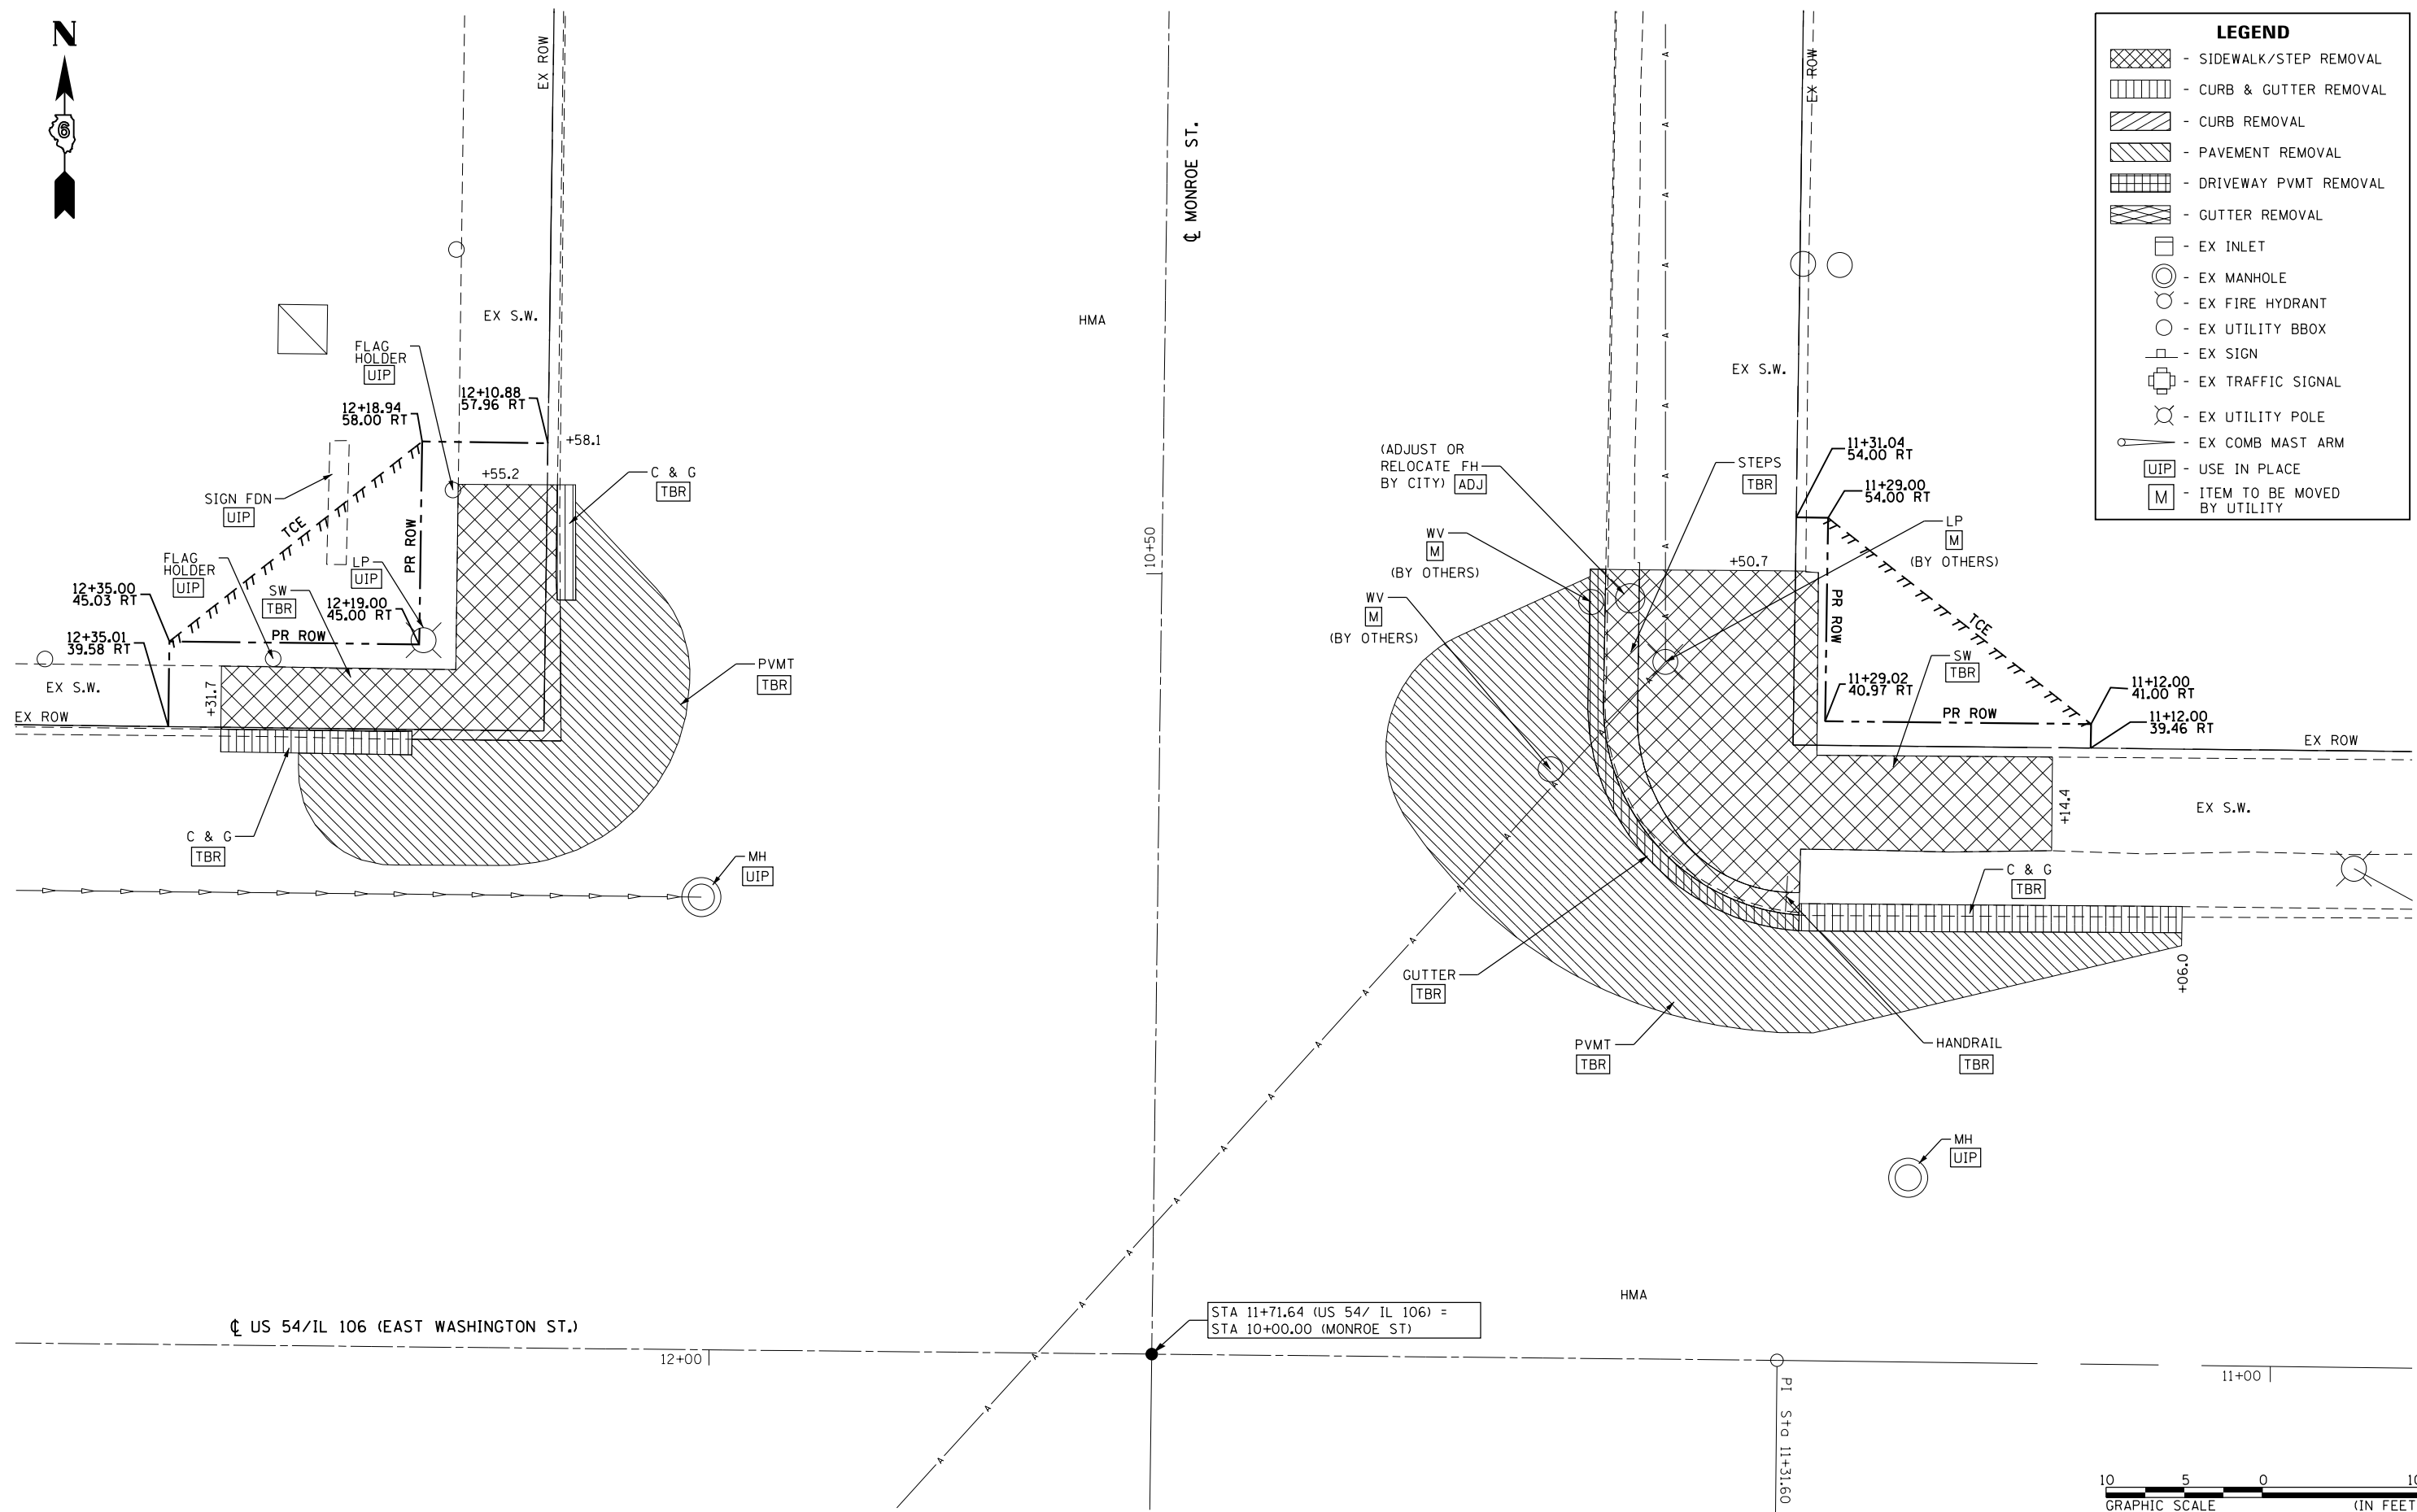 N
6
EX ROW
℄ MONROE ST.
EX ROW
LEGEND
- SIDEWALK/STEP REMOVAL
- CURB & GUTTER REMOVAL
- CURB REMOVAL
- PAVEMENT REMOVAL
- DRIVEWAY PVMT REMOVAL
- GUTTER REMOVAL
- EX INLET
- EX MANHOLE
- EX FIRE HYDRANT
- EX UTILITY BBOX
- EX SIGN
- EX TRAFFIC SIGNAL
- EX UTILITY POLE
- EX COMB MAST ARM
UIP - USE IN PLACE
M - ITEM TO BE MOVED
BY UTILITY
EX S.W.
HMA
FLAG
HOLDER
UIP
12+18.94
58.00 RT
12+10.88
57.96 RT
+58.1
+55.2
C & G
TBR
SIGN FDN
UIP
TCE
PR ROW
FLAG
HOLDER
UIP
LP
UIP
SW
TBR
12+35.00
45.03 RT
12+19.00
45.00 RT
PR ROW
12+35.01
39.58 RT
EX S.W.
+31.7
EX ROW
PVMT
TBR
C & G
TBR
MH
UIP
10+50
EX S.W.
(ADJUST OR
RELOCATE FH
BY CITY) ADJ
STEPS
TBR
11+31.04
54.00 RT
11+29.00
54.00 RT
WV
M
(BY OTHERS)
LP
M
(BY OTHERS)
+50.7
WV
M
(BY OTHERS)
PR ROW
TCE
SW
TBR
11+29.02
40.97 RT
PR ROW
11+12.00
41.00 RT
11+12.00
39.46 RT
EX ROW
+14.4
EX S.W.
C & G
TBR
GUTTER
TBR
+06.0
PVMT
TBR
HANDRAIL
TBR
MH
UIP
HMA
A A A A A A A A A A A A A A A A A A A A A A A A A
℄ US 54/IL 106 (EAST WASHINGTON ST.)
STA 11+71.64 (US 54/ IL 106) =
STA 10+00.00 (MONROE ST)
12+00
11+00
PI Sta 11+31.60
10 5 0 10
GRAPHIC SCALE (IN FEET